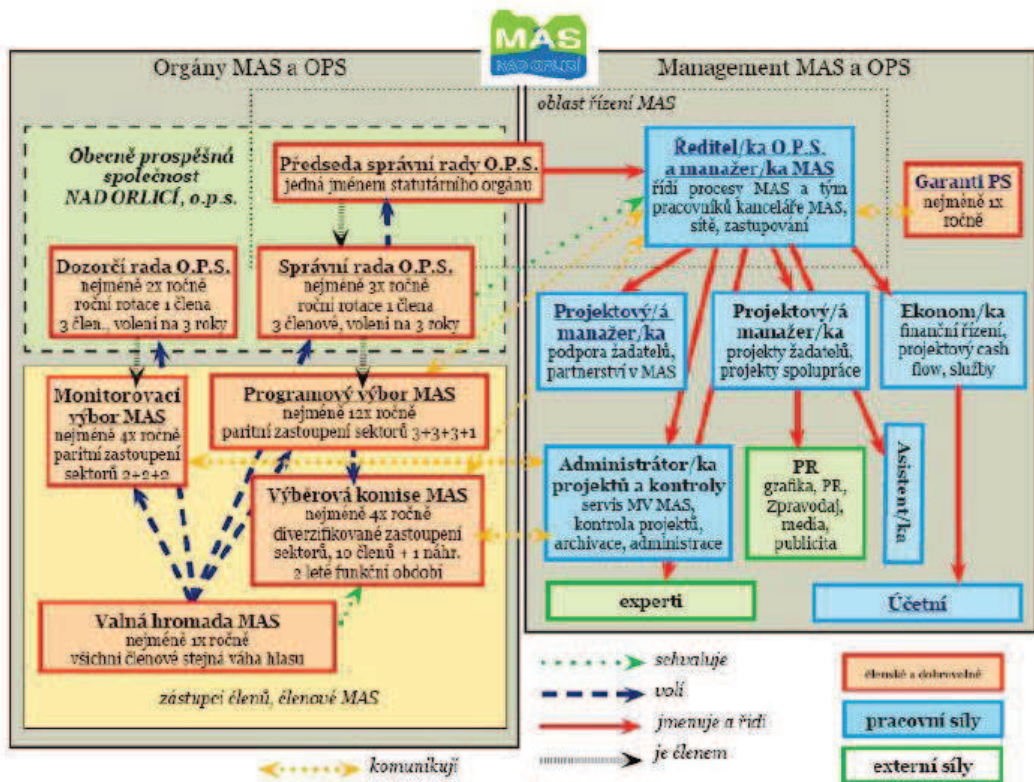 MAS
NAD ORLICÍ
Orgány MAS a OPS
Management MAS a OPS
oblast řízení MAS
Obecně prospěšná
společnost
NAD ORLICÍ, o.p.s.
Předseda správní rady O.P.S.
jedná jménem statutárního orgánu
Ředitel/ka O.P.S.
a manažer/ka MAS
řídí procesy MAS a tým
pracovníků kanceláře MAS,
sítě, zastupování
Garanti PS
nejméně 1x
ročně
Dozorčí rada O.P.S.
nejméně 2x ročně
roční rotace 1 člena
3 člen., voleni na 3 roky
Správní rada O.P.S.
nejméně 3x ročně
roční rotace 1 člena
3 členové, voleni na 3 roky
Projektový/á
manažer/ka
podpora žadatelů,
partnerství v MAS
Projektový/á
manažer/ka
projekty žadatelů,
projekty spolupráce
Ekonom/ka
finanční řízení,
projektový cash
flow, služby
Monitorovací
výbor MAS
nejméně 4x ročně
paritní zastoupení
sektorů 2+2+2
Programový výbor MAS
nejméně 12x ročně
paritní zastoupení sektorů 3+3+3+1
Výběrová komise MAS
nejméně 4x ročně
diverzifikované zastoupení
sektorů, 10 členů + 1 náhr.
2 leté funkční období
Administrátor/ka
projektů a kontroly
servis MV MAS,
kontrola projektů,
archivace, administrace
PR
grafika, PR,
Zpravodaj,
media,
publicita
Asistent/ka
Valná hromada MAS
nejméně 1x ročně
všichni členové stejná váha hlasu
experti
Účetní
zástupci členů, členové MAS
schvaluje
volí
jmenuje a řídí
je členem
komunikují
členské a dobrovolné
pracovní síly
externí síly